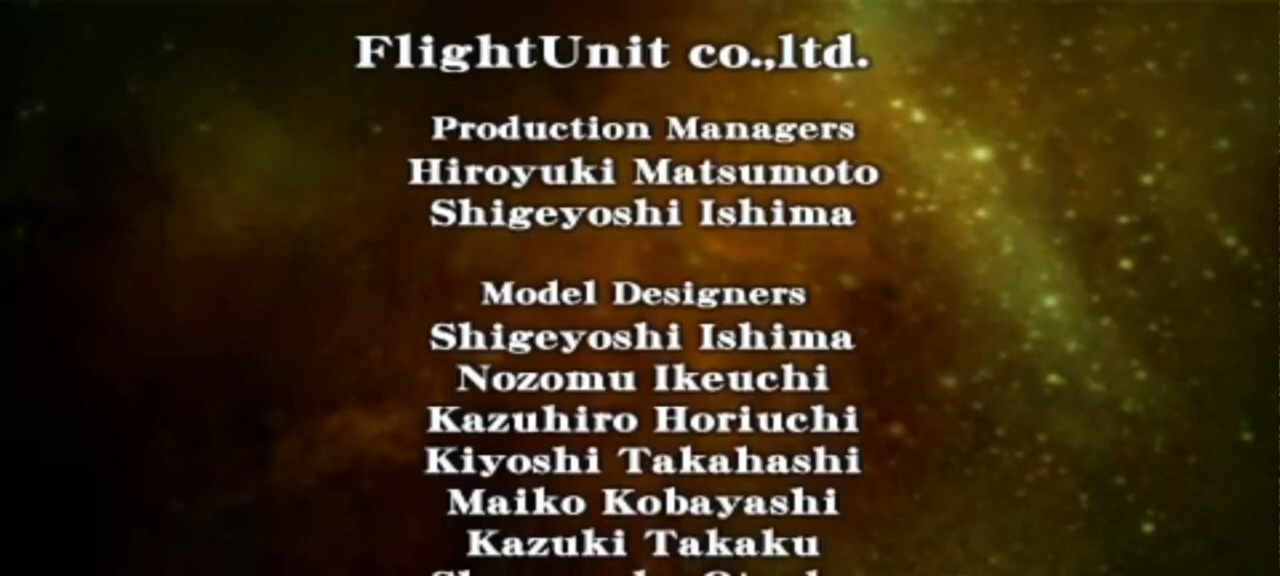 FlightUnit co.,ltd.
Production Managers
Hiroyuki Matsumoto
Shigeyoshi Ishima
Model Designers
Shigeyoshi Ishima
Nozomu Ikeuchi
Kazuhiro Horiuchi
Kiyoshi Takahashi
Maiko Kobayashi
Kazuki Takaku